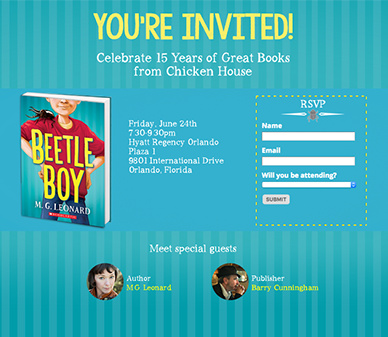 YOU'RE INVITED!
Celebrate 15 Years of Great Books
from Chicken House
BEETLE
BOY
M. G. LEONARD
SCHOLASTIC
Friday, June 24th
7:30-9:30pm
Hyatt Regency Orlando
Plaza 1
9801 International Drive
Orlando, Florida
RSVP
Name
Email
Will you be attending?
SUBMIT
Meet special guests
Author
M.G. Leonard
Publisher
Barry Cunningham